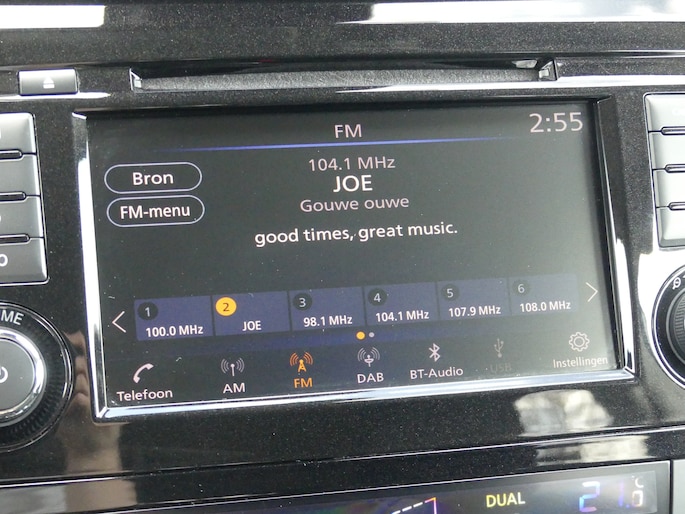 FM
2:55
104.1 MHz
Bron
JOE
FM-menu
Gouwe ouwe
good times, great music.
1 2 3 4 5 6
100.0 MHz JOE 98.1 MHz 104.1 MHz 107.9 MHz 108.0 MHz
Telefoon AM FM DAB BT-Audio USB Instellingen
DUAL 21.0 °C